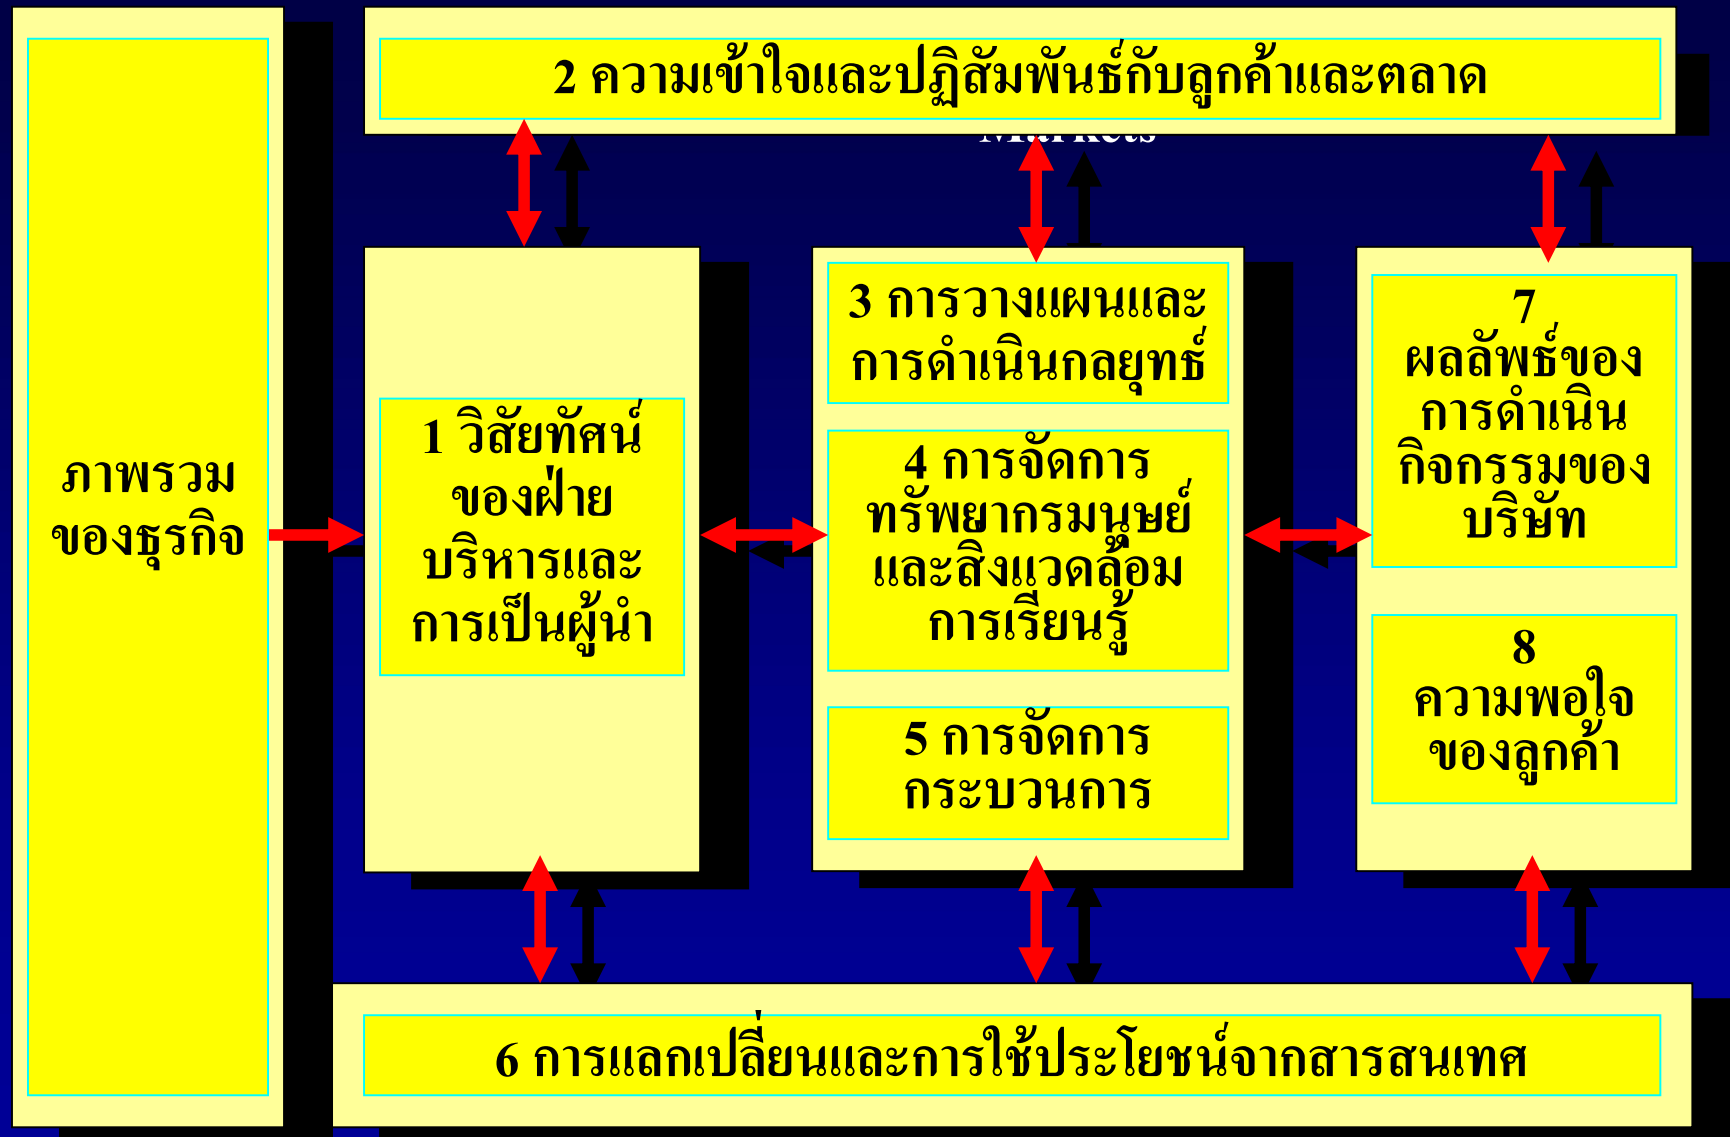 2 ความเข้าใจและปฏิสัมพันธ์กับลูกค้าและตลาด
Markets
ภาพรวม
ของธุรกิจ
1 วิสัยทัศน์
ของฝ่าย
บริหารและ
การเป็นผู้นำ
3 การวางแผนและ
การดำเนินกลยุทธ์
4 การจัดการ
ทรัพยากรมนุษย์
และสิ่งแวดล้อม
การเรียนรู้
5 การจัดการ
กระบวนการ
7
ผลลัพธ์ของ
การดำเนิน
กิจกรรมของ
บริษัท
8
ความพอใจ
ของลูกค้า
6 การแลกเปลี่ยนและการใช้ประโยชน์จากสารสนเทศ